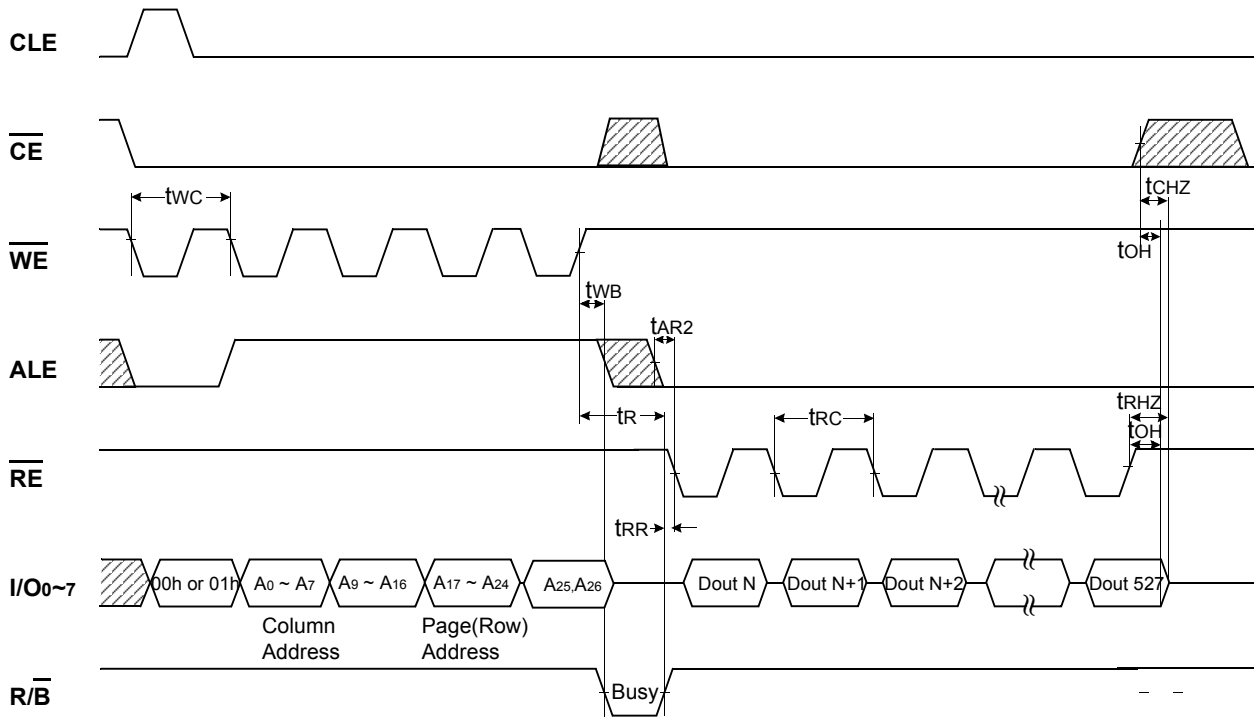 CLE
CE
tCHZ
tWC
WE
tOH
tWB
tAR2
ALE
tRHZ
tR
tRC
tOH
RE
tRR
I/O0~7
00h or 01h
A0 ~ A7
A9 ~ A16
A17 ~ A24
A25,A26
Dout N
Dout N+1
Dout N+2
Dout 527
Column
Address
Page(Row)
Address
R/B
Busy